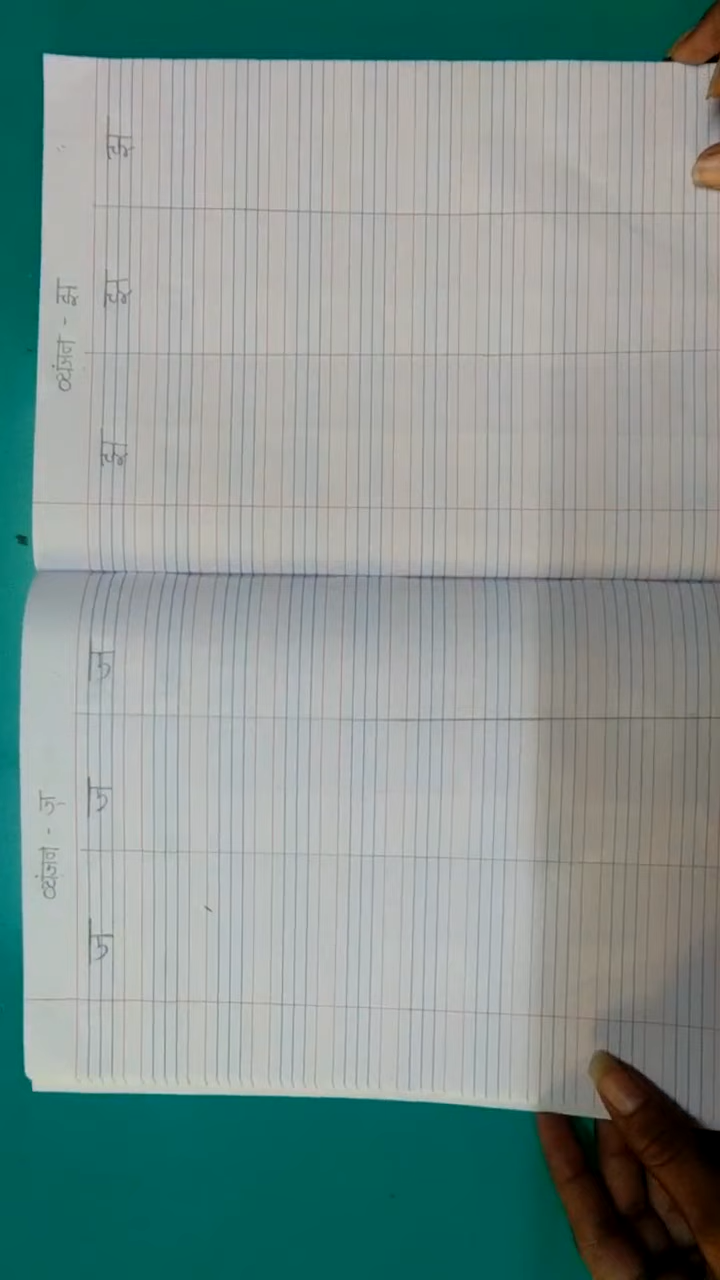 व्यंजन - ज
ज ज ज
व्यंजन - झ
झ झ झ